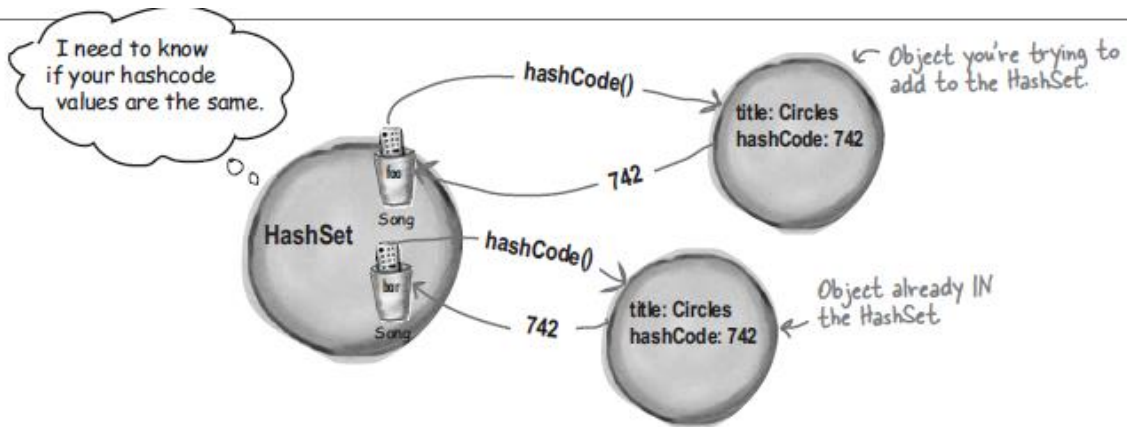 I need to know
if your hashcode
values are the same.
hashCode()
Object you're trying to
add to the HashSet.
title: Circles
hashCode: 742
742
foo
Song
HashSet
hashCode()
bar
Song
742
title: Circles
hashCode: 742
Object already IN
the HashSet